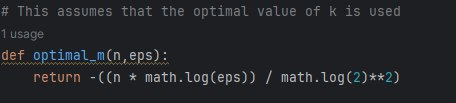 # This assumes that the optimal value of k is used
1 usage
def optimal_m(n,eps):
    return -((n * math.log(eps)) / math.log(2)**2)